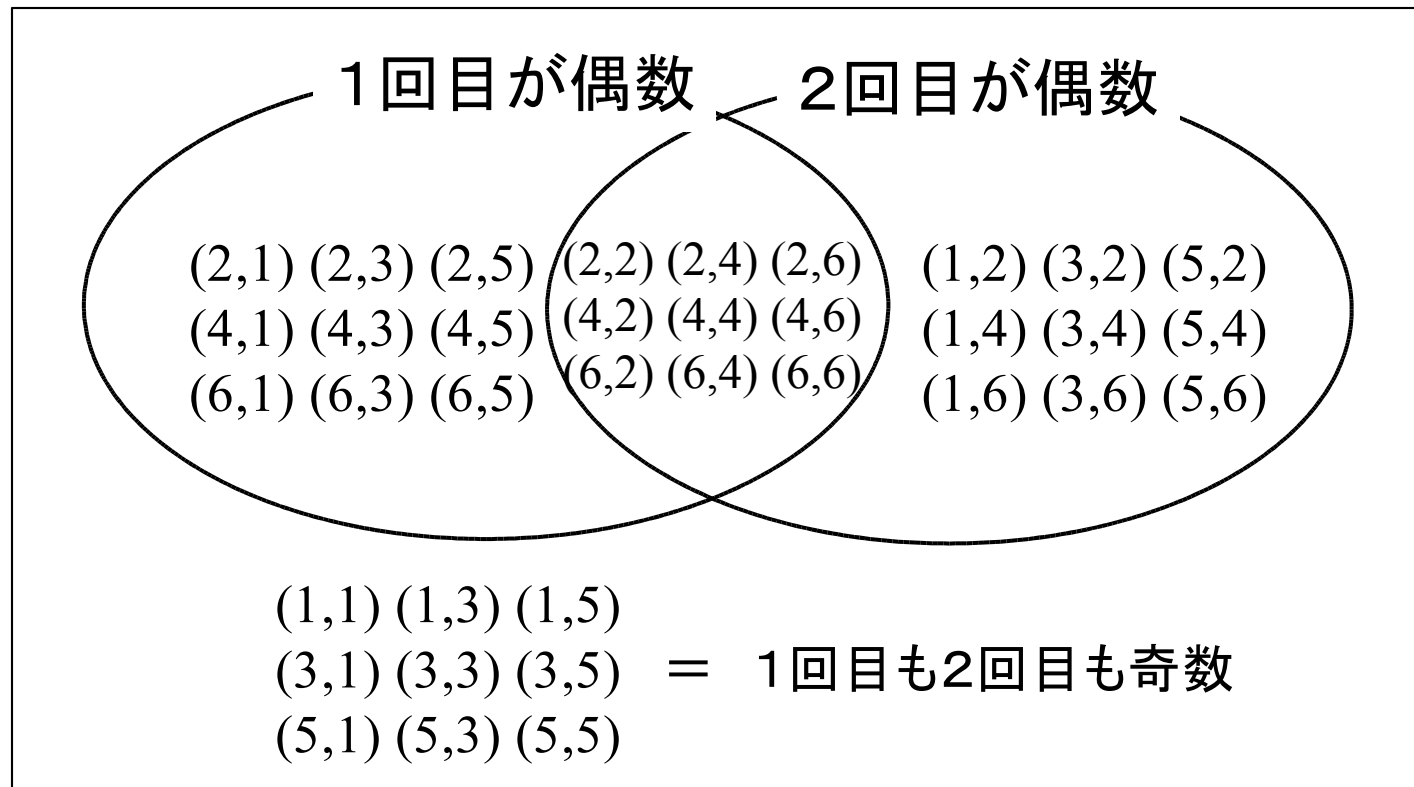 １回目が偶数 ２回目が偶数
(2,1) (2,3) (2,5) (2,2) (2,4) (2,6) (1,2) (3,2) (5,2)
(4,1) (4,3) (4,5) (4,2) (4,4) (4,6) (1,4) (3,4) (5,4)
(6,1) (6,3) (6,5) (6,2) (6,4) (6,6) (1,6) (3,6) (5,6)
(1,1) (1,3) (1,5)
(3,1) (3,3) (3,5) ＝ １回目も２回目も奇数
(5,1) (5,3) (5,5)